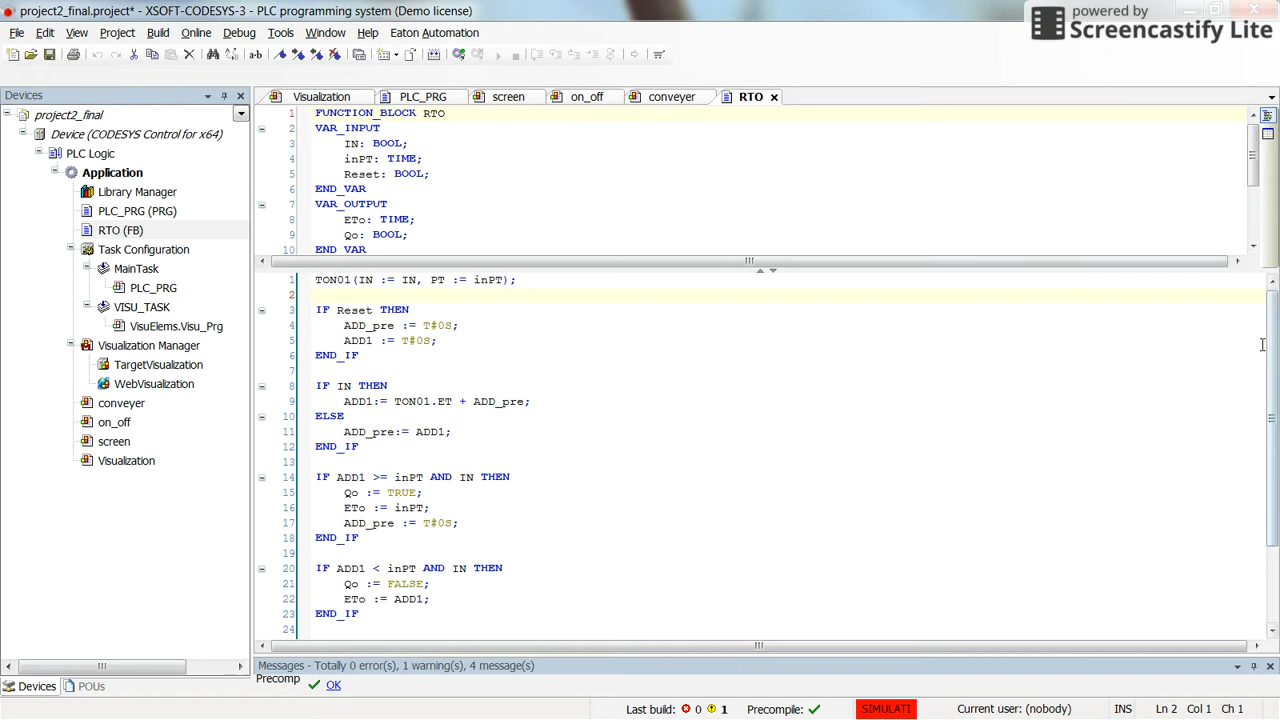 project2_final.project* - XSOFT-CODESYS-3 - PLC programming system (Demo license)
powered by
Screencastify Lite
File Edit View Project Build Online Debug Tools Window Help Eaton Automation
Devices
project2_final
Device (CODESYS Control for x64)
PLC Logic
Application
Library Manager
PLC_PRG (PRG)
RTO (FB)
Task Configuration
MainTask
PLC_PRG
VISU_TASK
VisuElems.Visu_Prg
Visualization Manager
TargetVisualization
WebVisualization
conveyer
on_off
screen
Visualization
Devices POUs
Visualization PLC_PRG screen on_off conveyer RTO
1 FUNCTION_BLOCK RTO
2 VAR_INPUT
3 IN: BOOL;
4 inPT: TIME;
5 Reset: BOOL;
6 END_VAR
7 VAR_OUTPUT
8 ETo: TIME;
9 Qo: BOOL;
10 END VAR
1 TON01(IN := IN, PT := inPT);
2
3 IF Reset THEN
4 ADD_pre := T#0S;
5 ADD1 := T#0S;
6 END_IF
7
8 IF IN THEN
9 ADD1:= TON01.ET + ADD_pre;
10 ELSE
11 ADD_pre:= ADD1;
12 END_IF
13
14 IF ADD1 >= inPT AND IN THEN
15 Qo := TRUE;
16 ETo := inPT;
17 ADD_pre := T#0S;
18 END_IF
19
20 IF ADD1 < inPT AND IN THEN
21 Qo := FALSE;
22 ETo := ADD1;
23 END_IF
24
Messages - Totally 0 error(s), 1 warning(s), 4 message(s)
Precomp OK
Last build: 0 1 Precompile: SIMULATI Current user: (nobody) INS Ln 2 Col 1 Ch 1